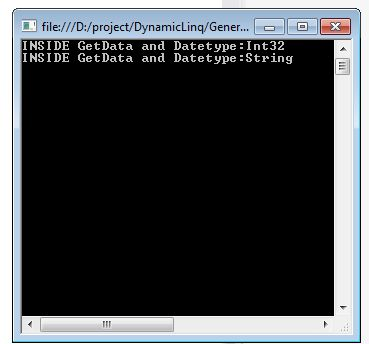 file:///D:/project/DynamicLinq/Gener...
INSIDE GetData and Datetype:Int32
INSIDE GetData and Datetype:String